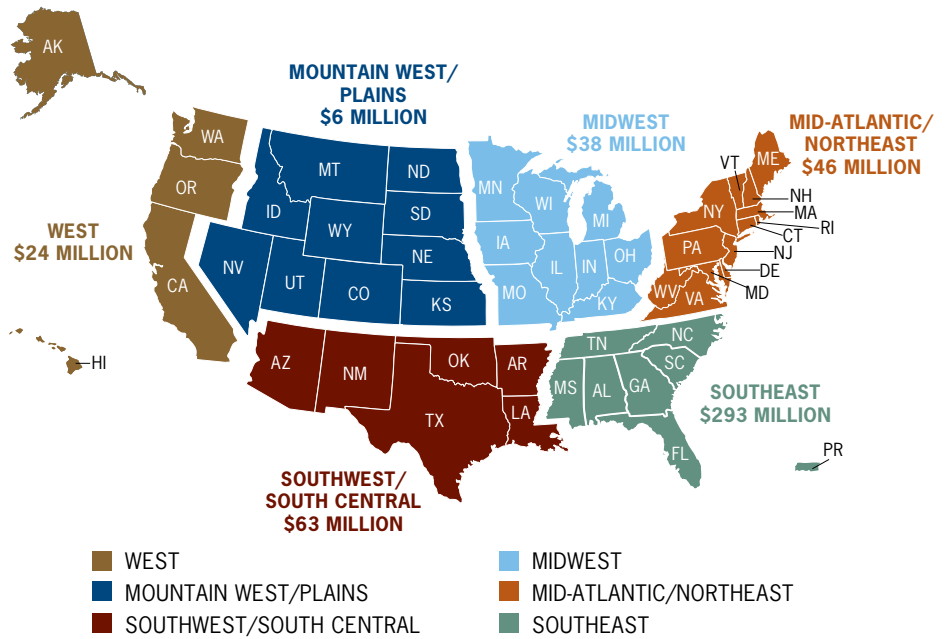 AK
MOUNTAIN WEST/
PLAINS
$6 MILLION
MIDWEST
$38 MILLION
MID-ATLANTIC/
NORTHEAST
$46 MILLION
WEST
$24 MILLION
WA
OR
CA
HI
MT
ND
ID
WY
SD
NE
NV
UT
CO
KS
MN
WI
MI
IA
IL
IN
OH
MO
KY
VT
ME
NH
MA
RI
CT
NY
NJ
PA
DE
MD
WV
VA
AZ
NM
OK
AR
TX
LA
TN
NC
SC
MS
AL
GA
FL
PR
SOUTHEAST
$293 MILLION
SOUTHWEST/
SOUTH CENTRAL
$63 MILLION
WEST
MOUNTAIN WEST/PLAINS
SOUTHWEST/SOUTH CENTRAL
MIDWEST
MID-ATLANTIC/NORTHEAST
SOUTHEAST